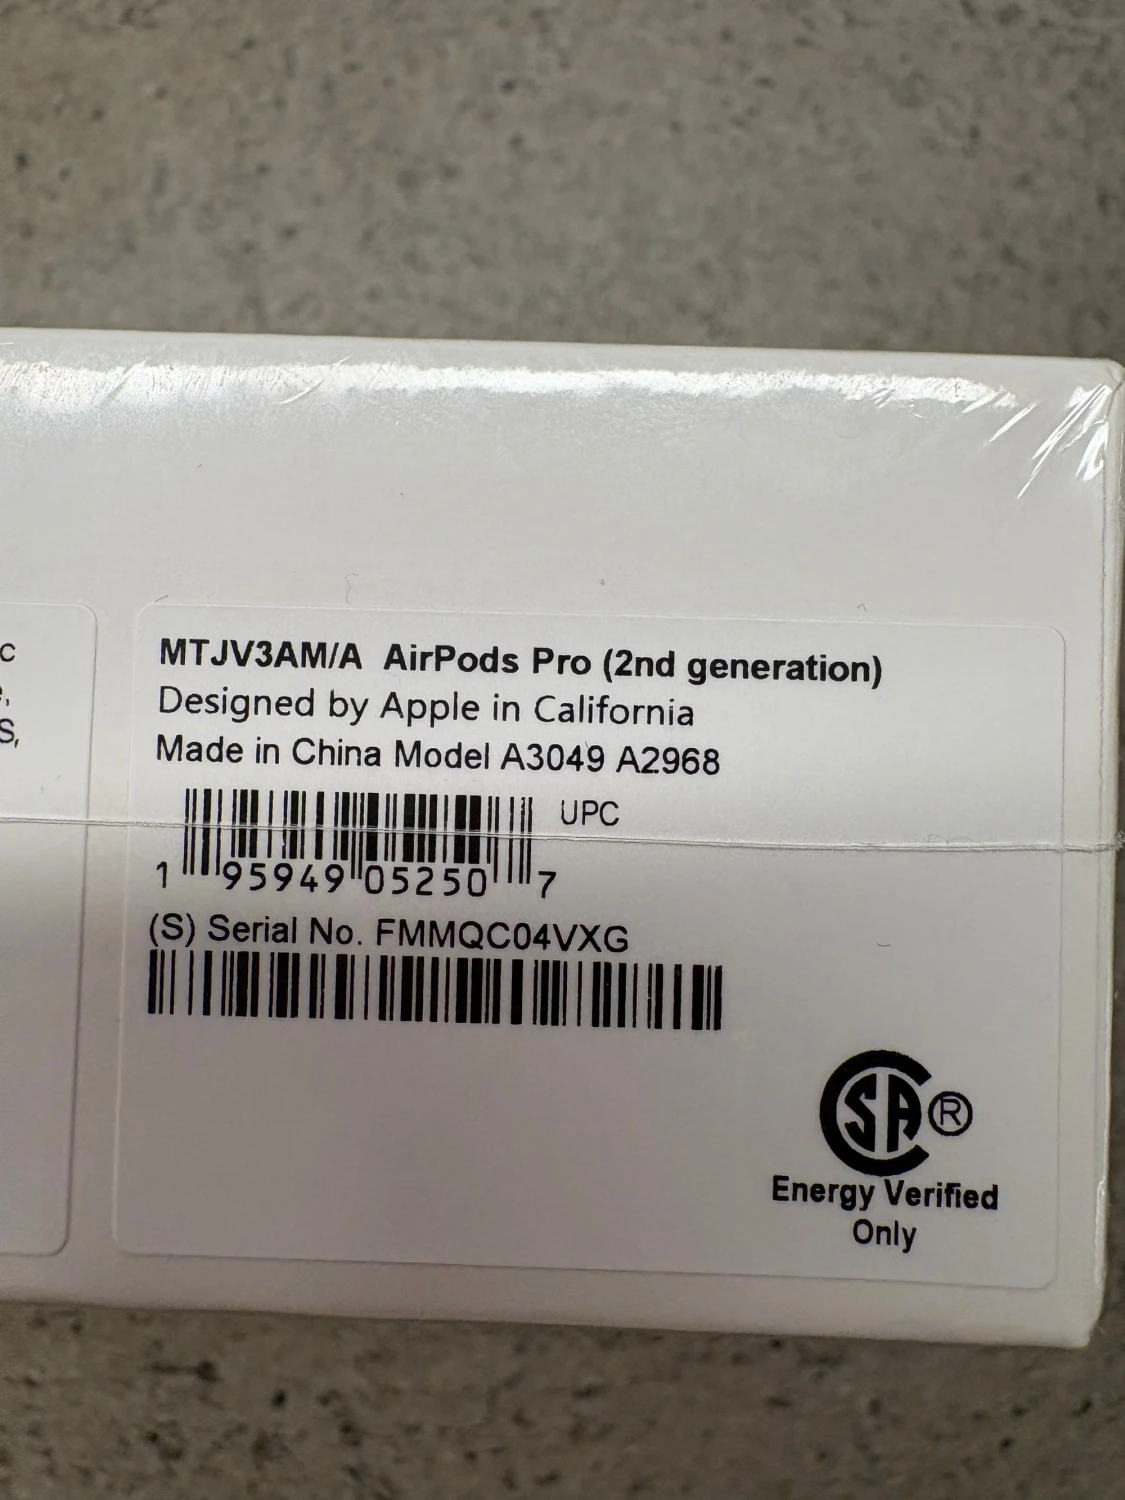 c
S,
MTJV3AM/A AirPods Pro (2nd generation)
Designed by Apple in California
Made in China Model A3049 A2968
UPC
1 95949 05250 7
(S) Serial No. FMMQC04VXG
SA ®
Energy Verified
Only